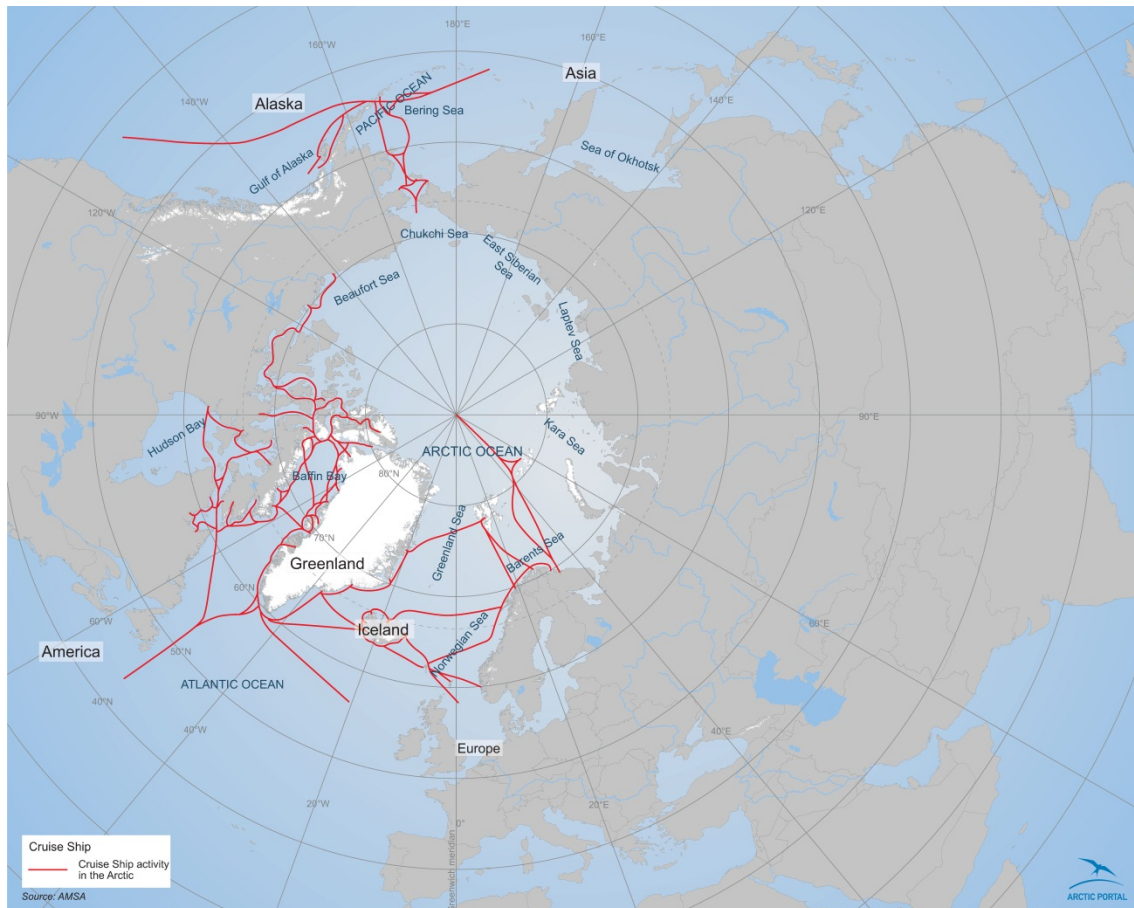 180°E
160°W
160°E
Asia
Alaska
PACIFIC OCEAN
Bering Sea
140°W
140°E
Gulf of Alaska
Sea of Okhotsk
120°W
120°E
Chukchi Sea
East Siberian
Sea
Beaufort Sea
Laptev Sea
90°W
90°E
Hudson Bay
Kara Sea
ARCTIC OCEAN
Baffin Bay
80°N
Greenland Sea
70°N
Barents Sea
Greenland
60°N
60°W
60°E
Iceland
Norwegian Sea
America
50°N
ATLANTIC OCEAN
40°N
40°W
40°E
Europe
20°W
20°E
0°
Greenwich meridian
Cruise Ship
Cruise Ship activity
in the Arctic
Source: AMSA
ARCTIC PORTAL